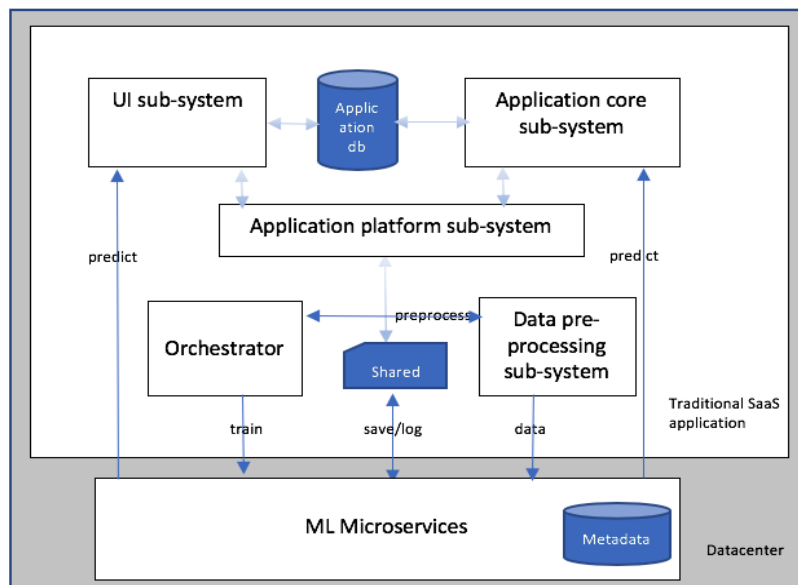 UI sub-system
Applic
ation
db
Application core
sub-system
Application platform sub-system
predict
predict
preprocess
Orchestrator
Data pre-
processing
sub-system
Shared
Traditional SaaS
application
train
save/log
data
ML Microservices
Metadata
Datacenter